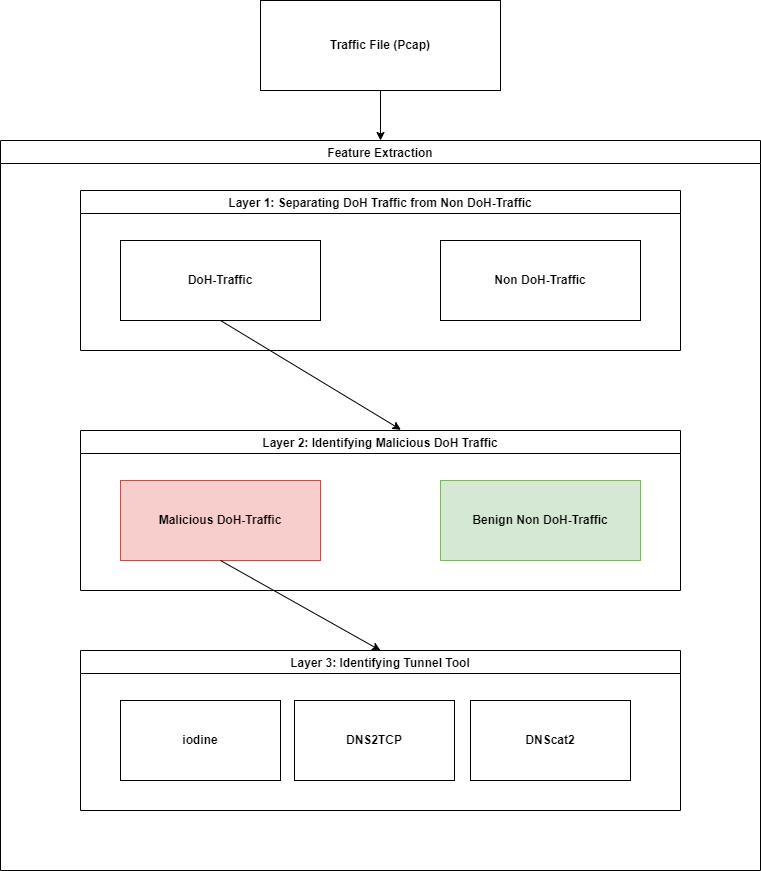 Traffic File (Pcap)
Feature Extraction
Layer 1: Separating DoH Traffic from Non DoH-Traffic
DoH-Traffic
Non DoH-Traffic
Layer 2: Identifying Malicious DoH Traffic
Malicious DoH-Traffic
Benign Non DoH-Traffic
Layer 3: Identifying Tunnel Tool
iodine
DNS2TCP
DNScat2